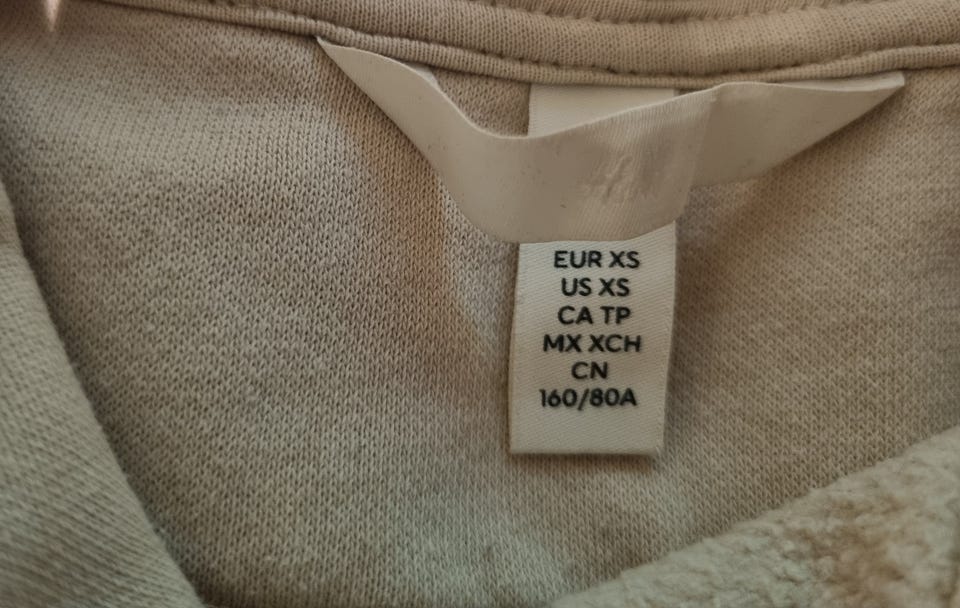 EUR XS
US XS
CA TP
MX XCH
CN
160/80A